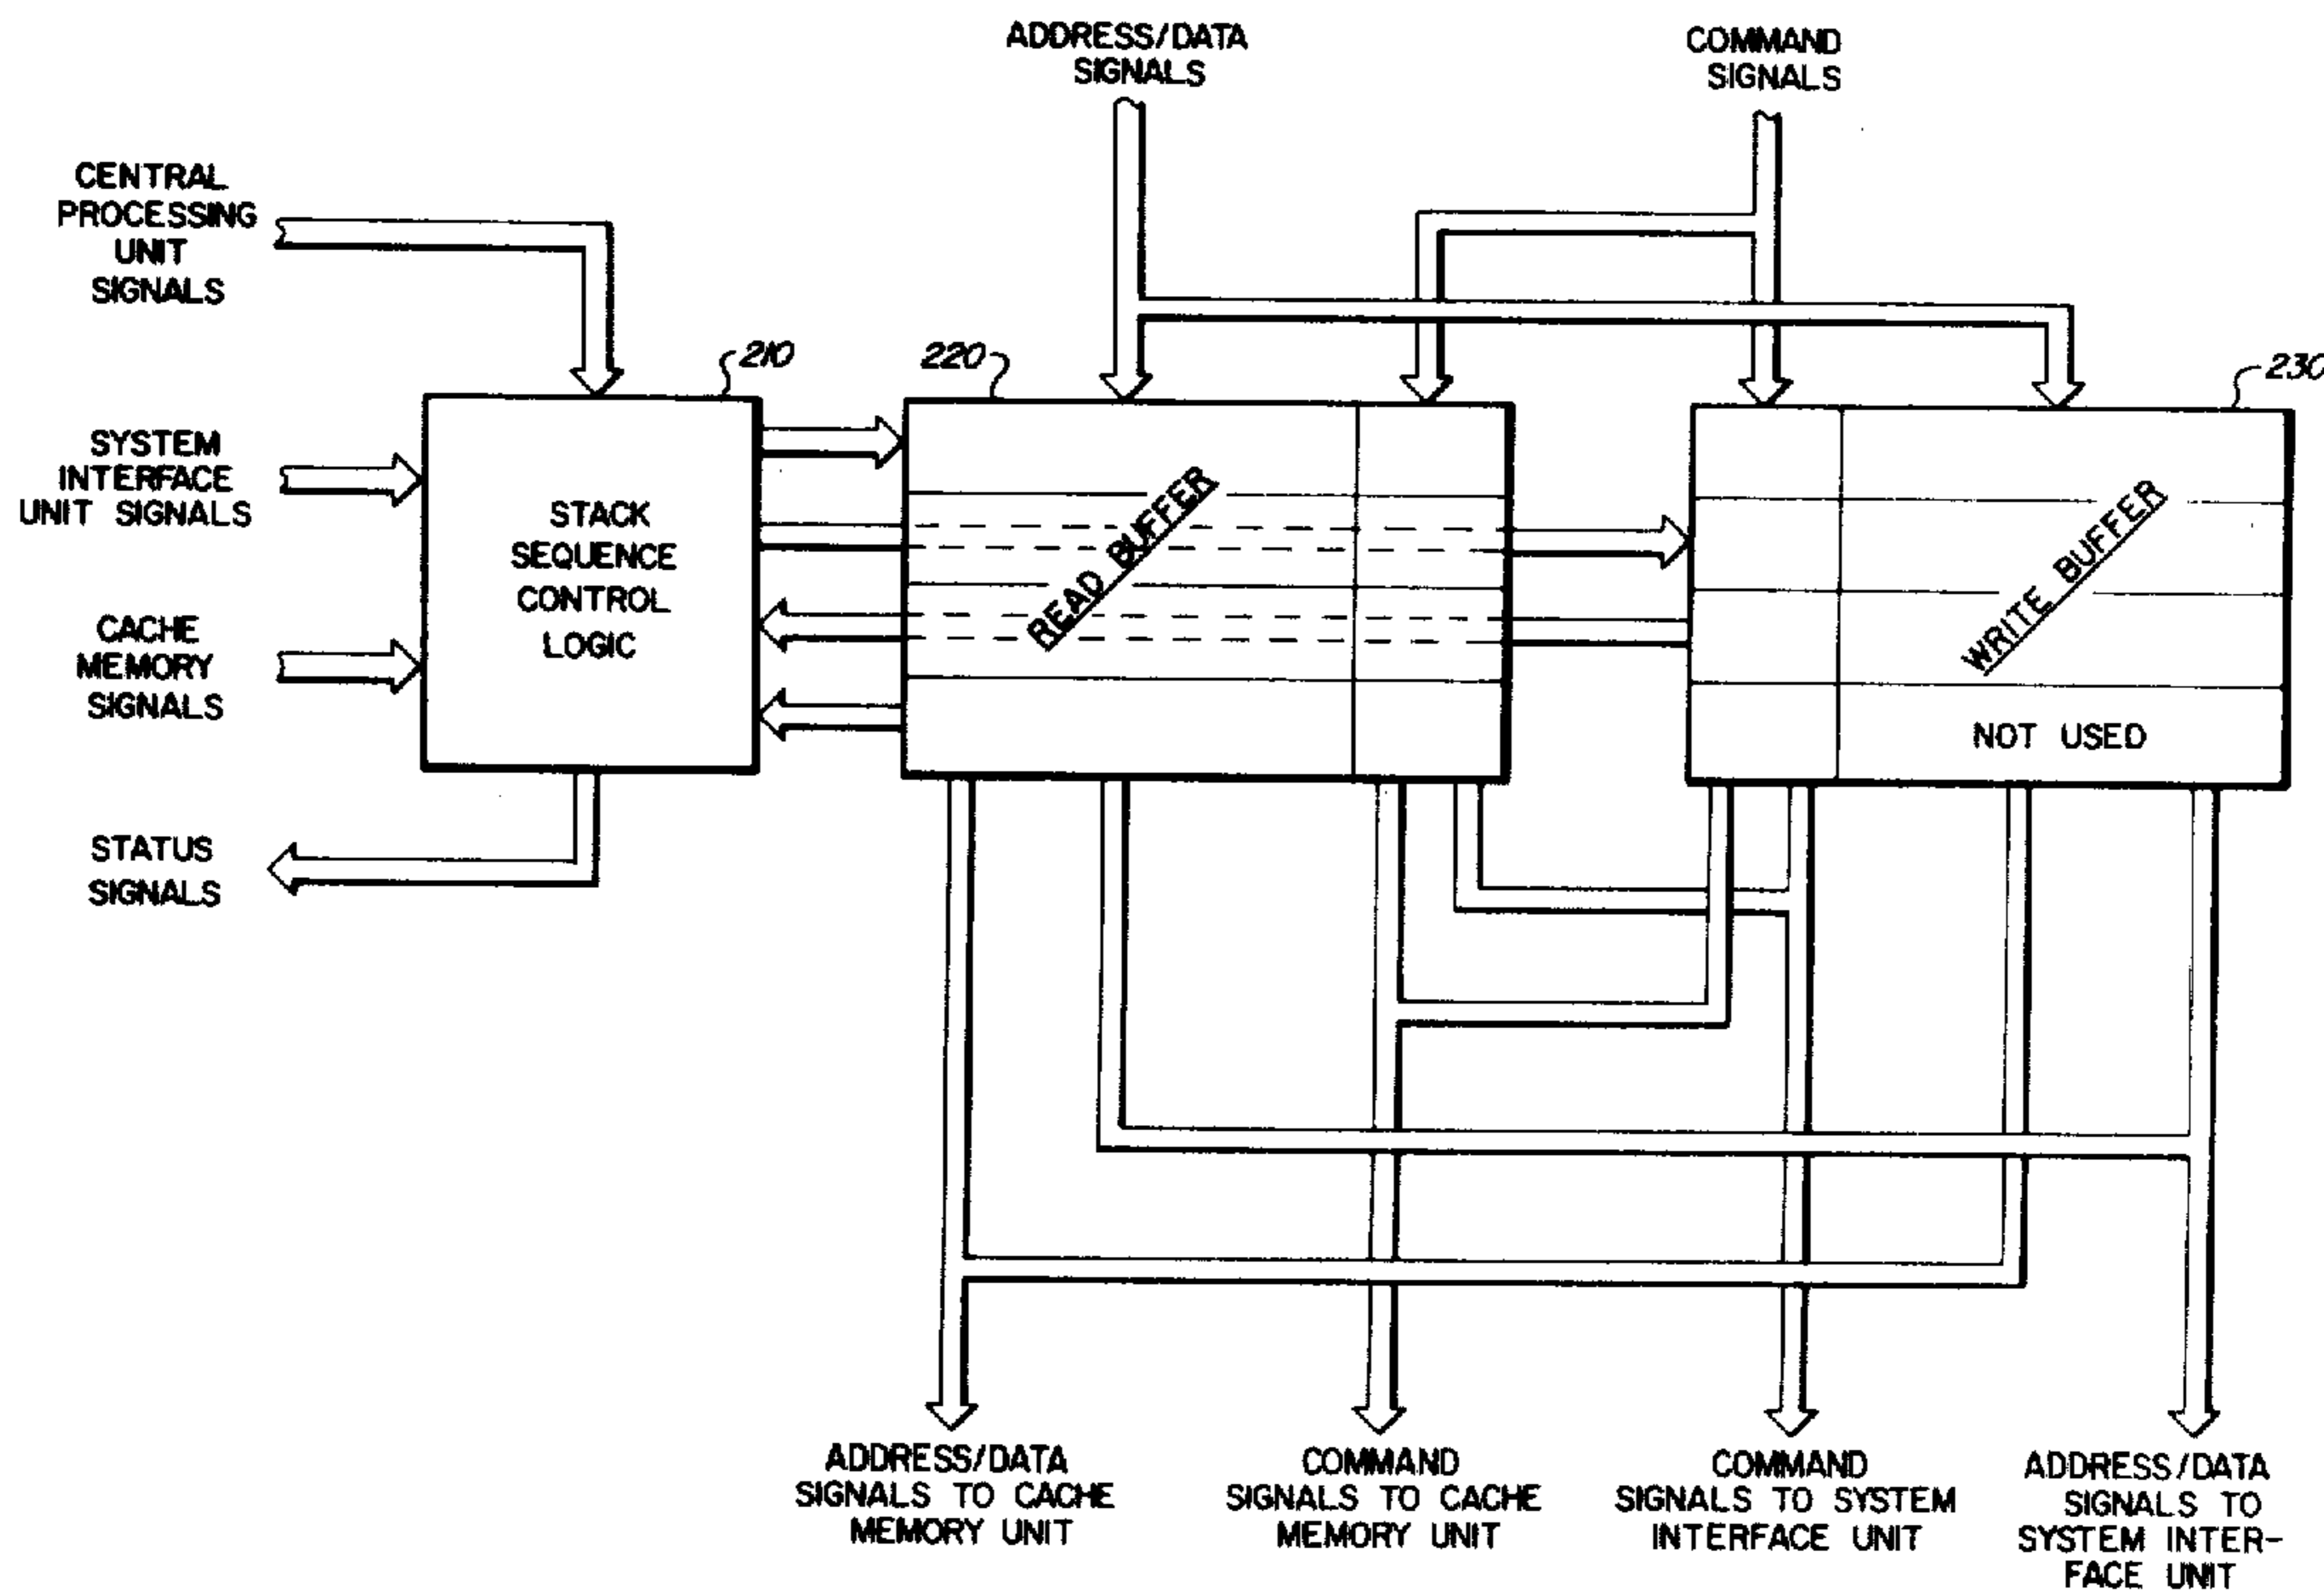 ADDRESS/DATA
SIGNALS
COMMAND
SIGNALS
CENTRAL
PROCESSING
UNIT
SIGNALS
210
220
230
SYSTEM
INTERFACE
UNIT SIGNALS
STACK
SEQUENCE
CONTROL
LOGIC
READ BUFFER
WRITE BUFFER
CACHE
MEMORY
SIGNALS
NOT USED
STATUS
SIGNALS
ADDRESS/DATA
SIGNALS TO CACHE
MEMORY UNIT
COMMAND
SIGNALS TO CACHE
MEMORY UNIT
COMMAND
SIGNALS TO SYSTEM
INTERFACE UNIT
ADDRESS/DATA
SIGNALS TO
SYSTEM INTER-
FACE UNIT